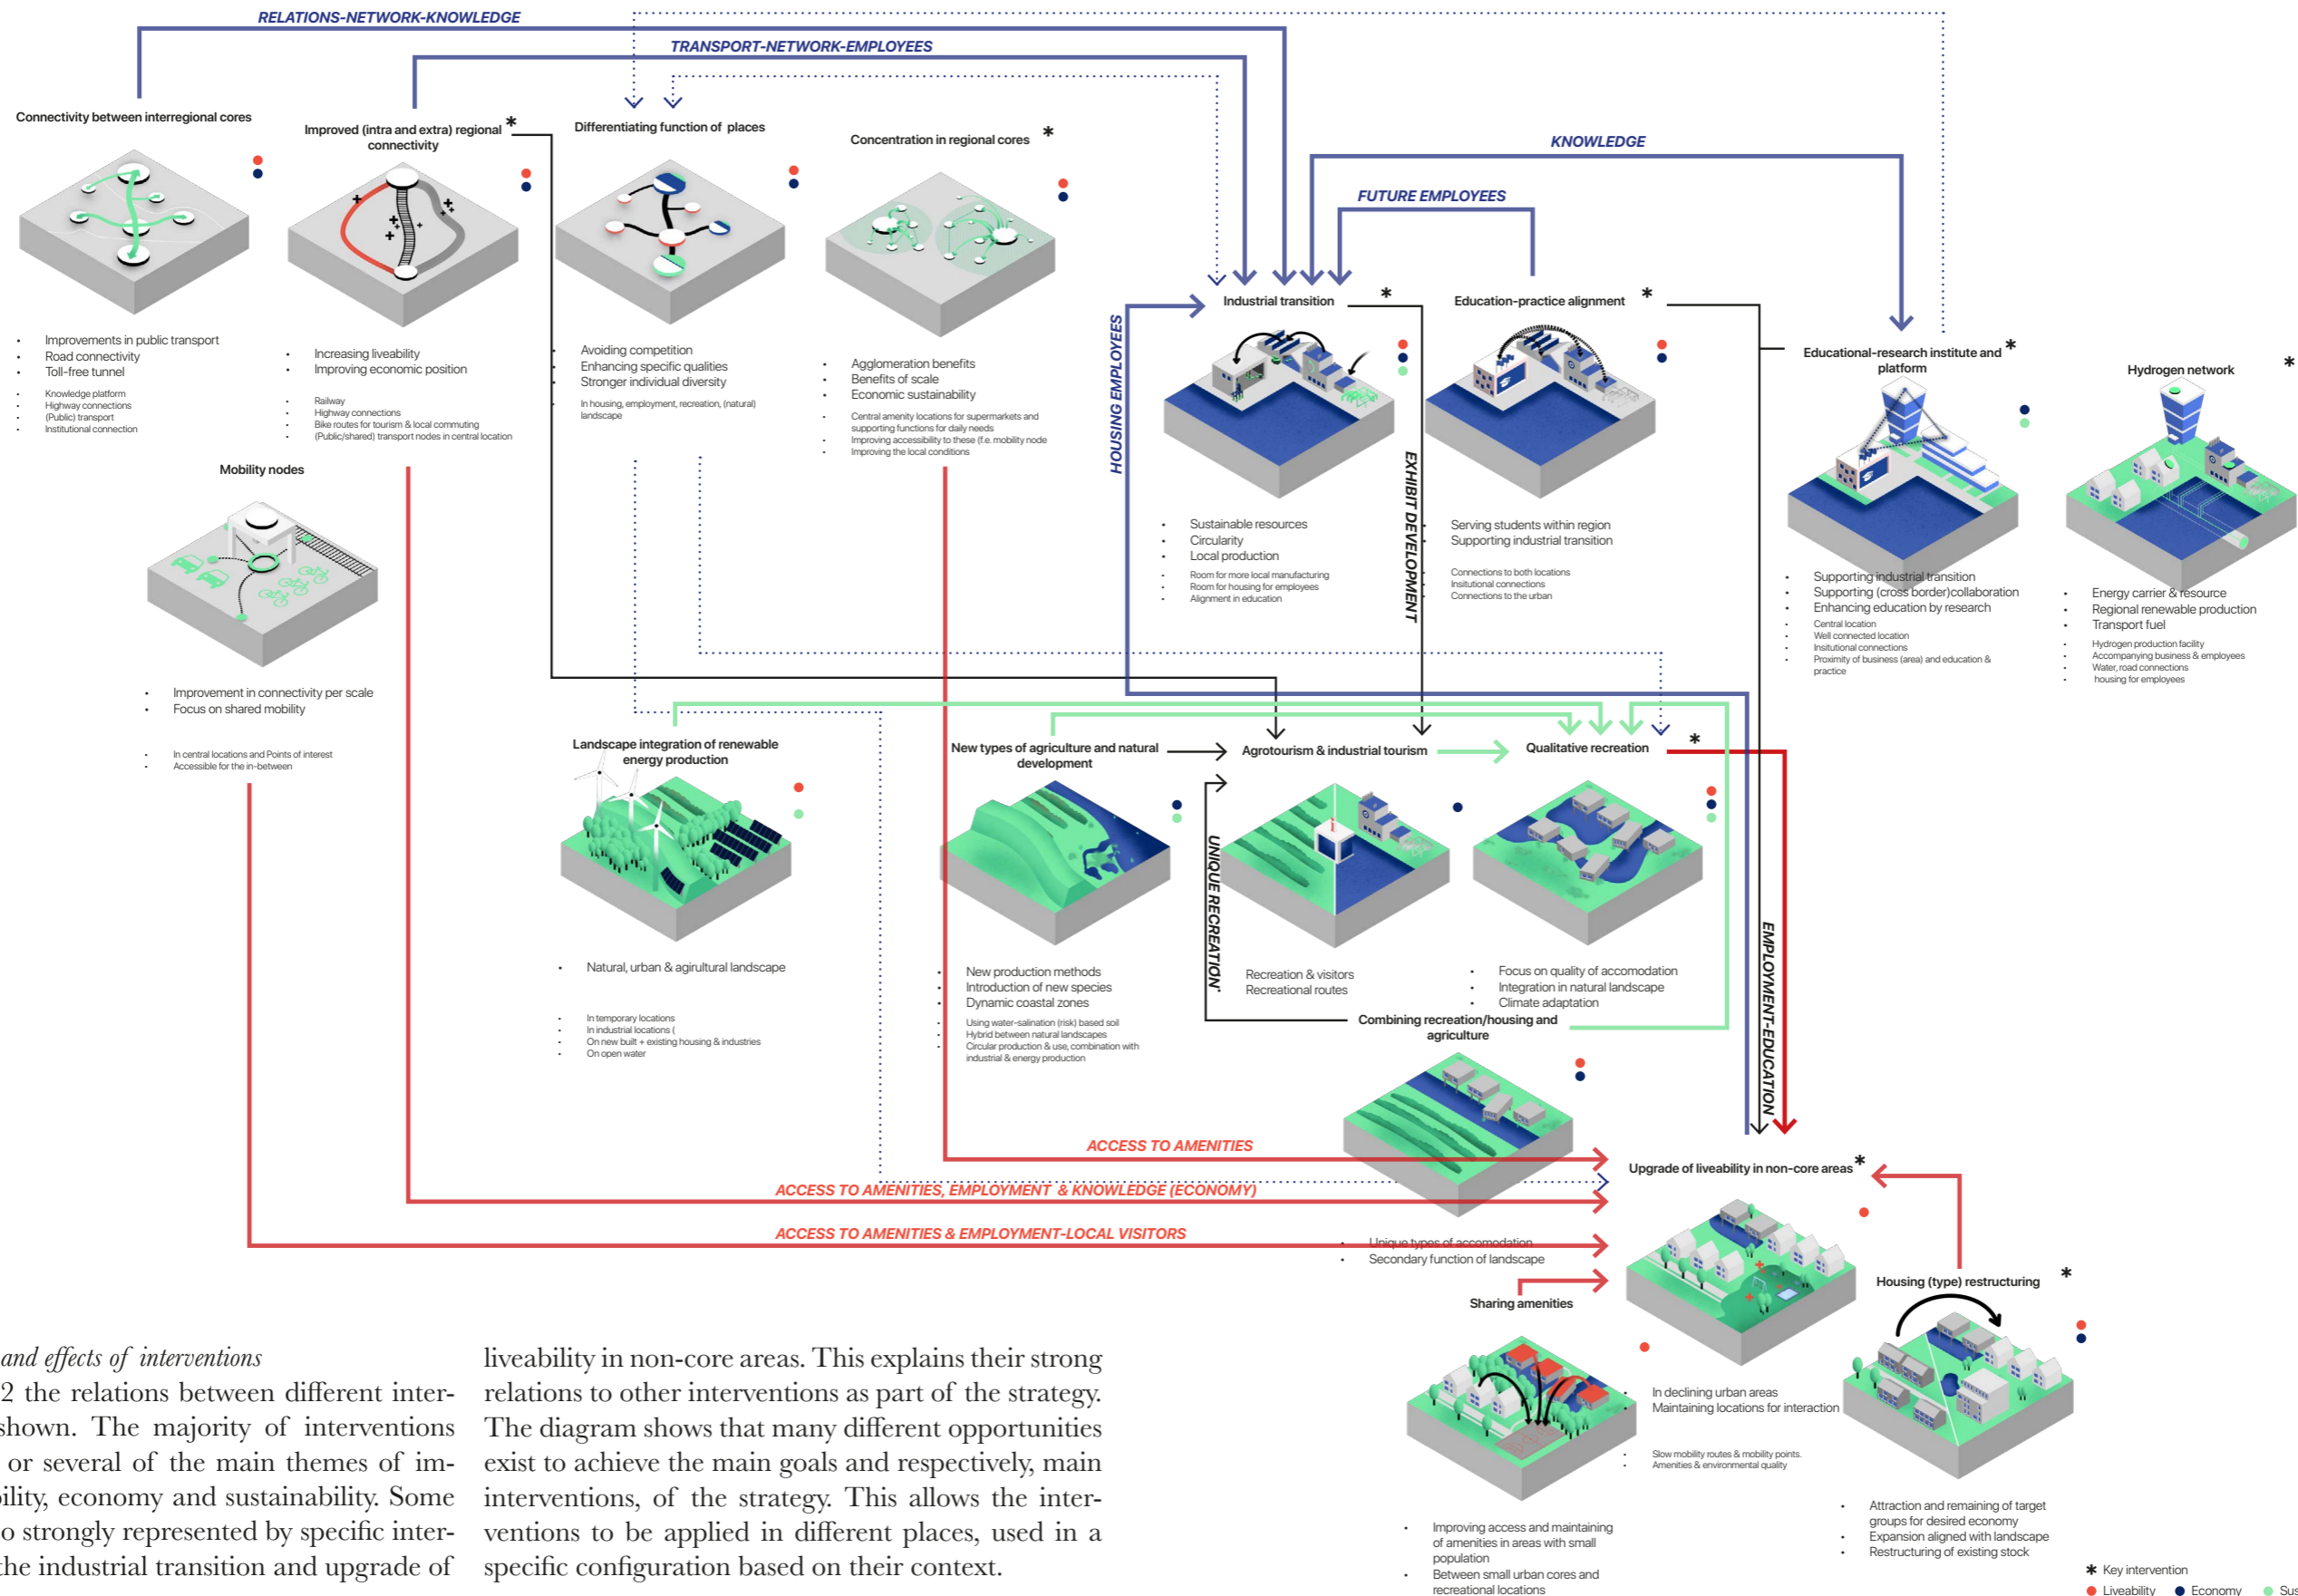 RELATIONS-NETWORK-KNOWLEDGE
TRANSPORT-NETWORK-EMPLOYEES
Connectivity between interregional cores
Improved (intra and extra) regional *
connectivity
Differentiating function of places
Concentration in regional cores *
KNOWLEDGE
FUTURE EMPLOYEES
• Improvements in public transport
• Road connectivity
• Toll-free tunnel
• Knowledge platform
• Highway connections
• (Public) transport
• Institutional connection
• Increasing liveability
• Improving economic position
• Railway
• Highway connections
• Bike routes for tourism & local commuting
• (Public/shared) transport nodes in central location
• Avoiding competition
• Enhancing specific qualities
• Stronger individual diversity
• In housing, employment, recreation, (natural)
landscape
• Agglomeration benefits
• Benefits of scale
• Economic sustainability
• Central amenity locations for supermarkets and
supporting functions for daily needs
• Improving accessibility to these (f.e. mobility node
• Improving the local conditions
HOUSING EMPLOYEES
Industrial transition *
EXHIBIT DEVELOPMENT
Education-practice alignment *
Educational-research institute and *
platform
Hydrogen network *
• Sustainable resources
• Circularity
• Local production
• Room for more local manufacturing
• Room for housing for employees
• Alignment in education
• Serving students within region
• Supporting industrial transition
• Connections to both locations
• Insitutional connections
• Connections to the urban
• Supporting industrial transition
• Supporting (cross border)collaboration
• Enhancing education by research
• Central location
• Well connected location
• Insitutional connections
• Proximity of business (area) and education &
practice
• Energy carrier & resource
• Regional renewable production
• Transport fuel
• Hydrogen production facility
• Accompanying business & employees
• Water, road connections
• housing for employees
Mobility nodes
• Improvement in connectivity per scale
• Focus on shared mobility
• In central locations and Points of interest
• Accessible for the in-between
Landscape integration of renewable
energy production
New types of agriculture and natural
development
Agrotourism & industrial tourism
Qualitative recreation *
UNIQUE RECREATION
EMPLOYMENT-EDUCATION
• Natural, urban & agirultural landscape
• In temporary locations
• In industrial locations (
• On new built + existing housing & industries
• On open water
• New production methods
• Introduction of new species
• Dynamic coastal zones
• Using water-salination (risk) based soil
• Hybrid between natural landscapes
• Circular production & use, combination with
industrial & energy production
• Recreation & visitors
Recreational routes
• Focus on quality of accomodation
• Integration in natural landscape
• Climate adaptation
Combining recreation/housing and
agriculture
ACCESS TO AMENITIES
ACCESS TO AMENITIES, EMPLOYMENT & KNOWLEDGE (ECONOMY)
ACCESS TO AMENITIES & EMPLOYMENT-LOCAL VISITORS
• Unique types of accomodation
• Secondary function of landscape
Upgrade of liveability in non-core areas *
Sharing amenities
Housing (type) restructuring *
• In declining urban areas
Maintaining locations for interaction
• Slow mobility routes & mobility points.
• Amenities & environmental quality
• Improving access and maintaining
of amenities in areas with small
population
• Between small urban cores and
recreational locations
• Attraction and remaining of target
groups for desired economy
• Expansion aligned with landscape
• Restructuring of existing stock
* Key intervention
Liveability Economy Sus
and effects of interventions
2 the relations between different inter-
shown. The majority of interventions
or several of the main themes of im-
bility, economy and sustainability. Some
o strongly represented by specific inter-
the industrial transition and upgrade of
liveability in non-core areas. This explains their strong
relations to other interventions as part of the strategy.
The diagram shows that many different opportunities
exist to achieve the main goals and respectively, main
interventions, of the strategy. This allows the inter-
ventions to be applied in different places, used in a
specific configuration based on their context.